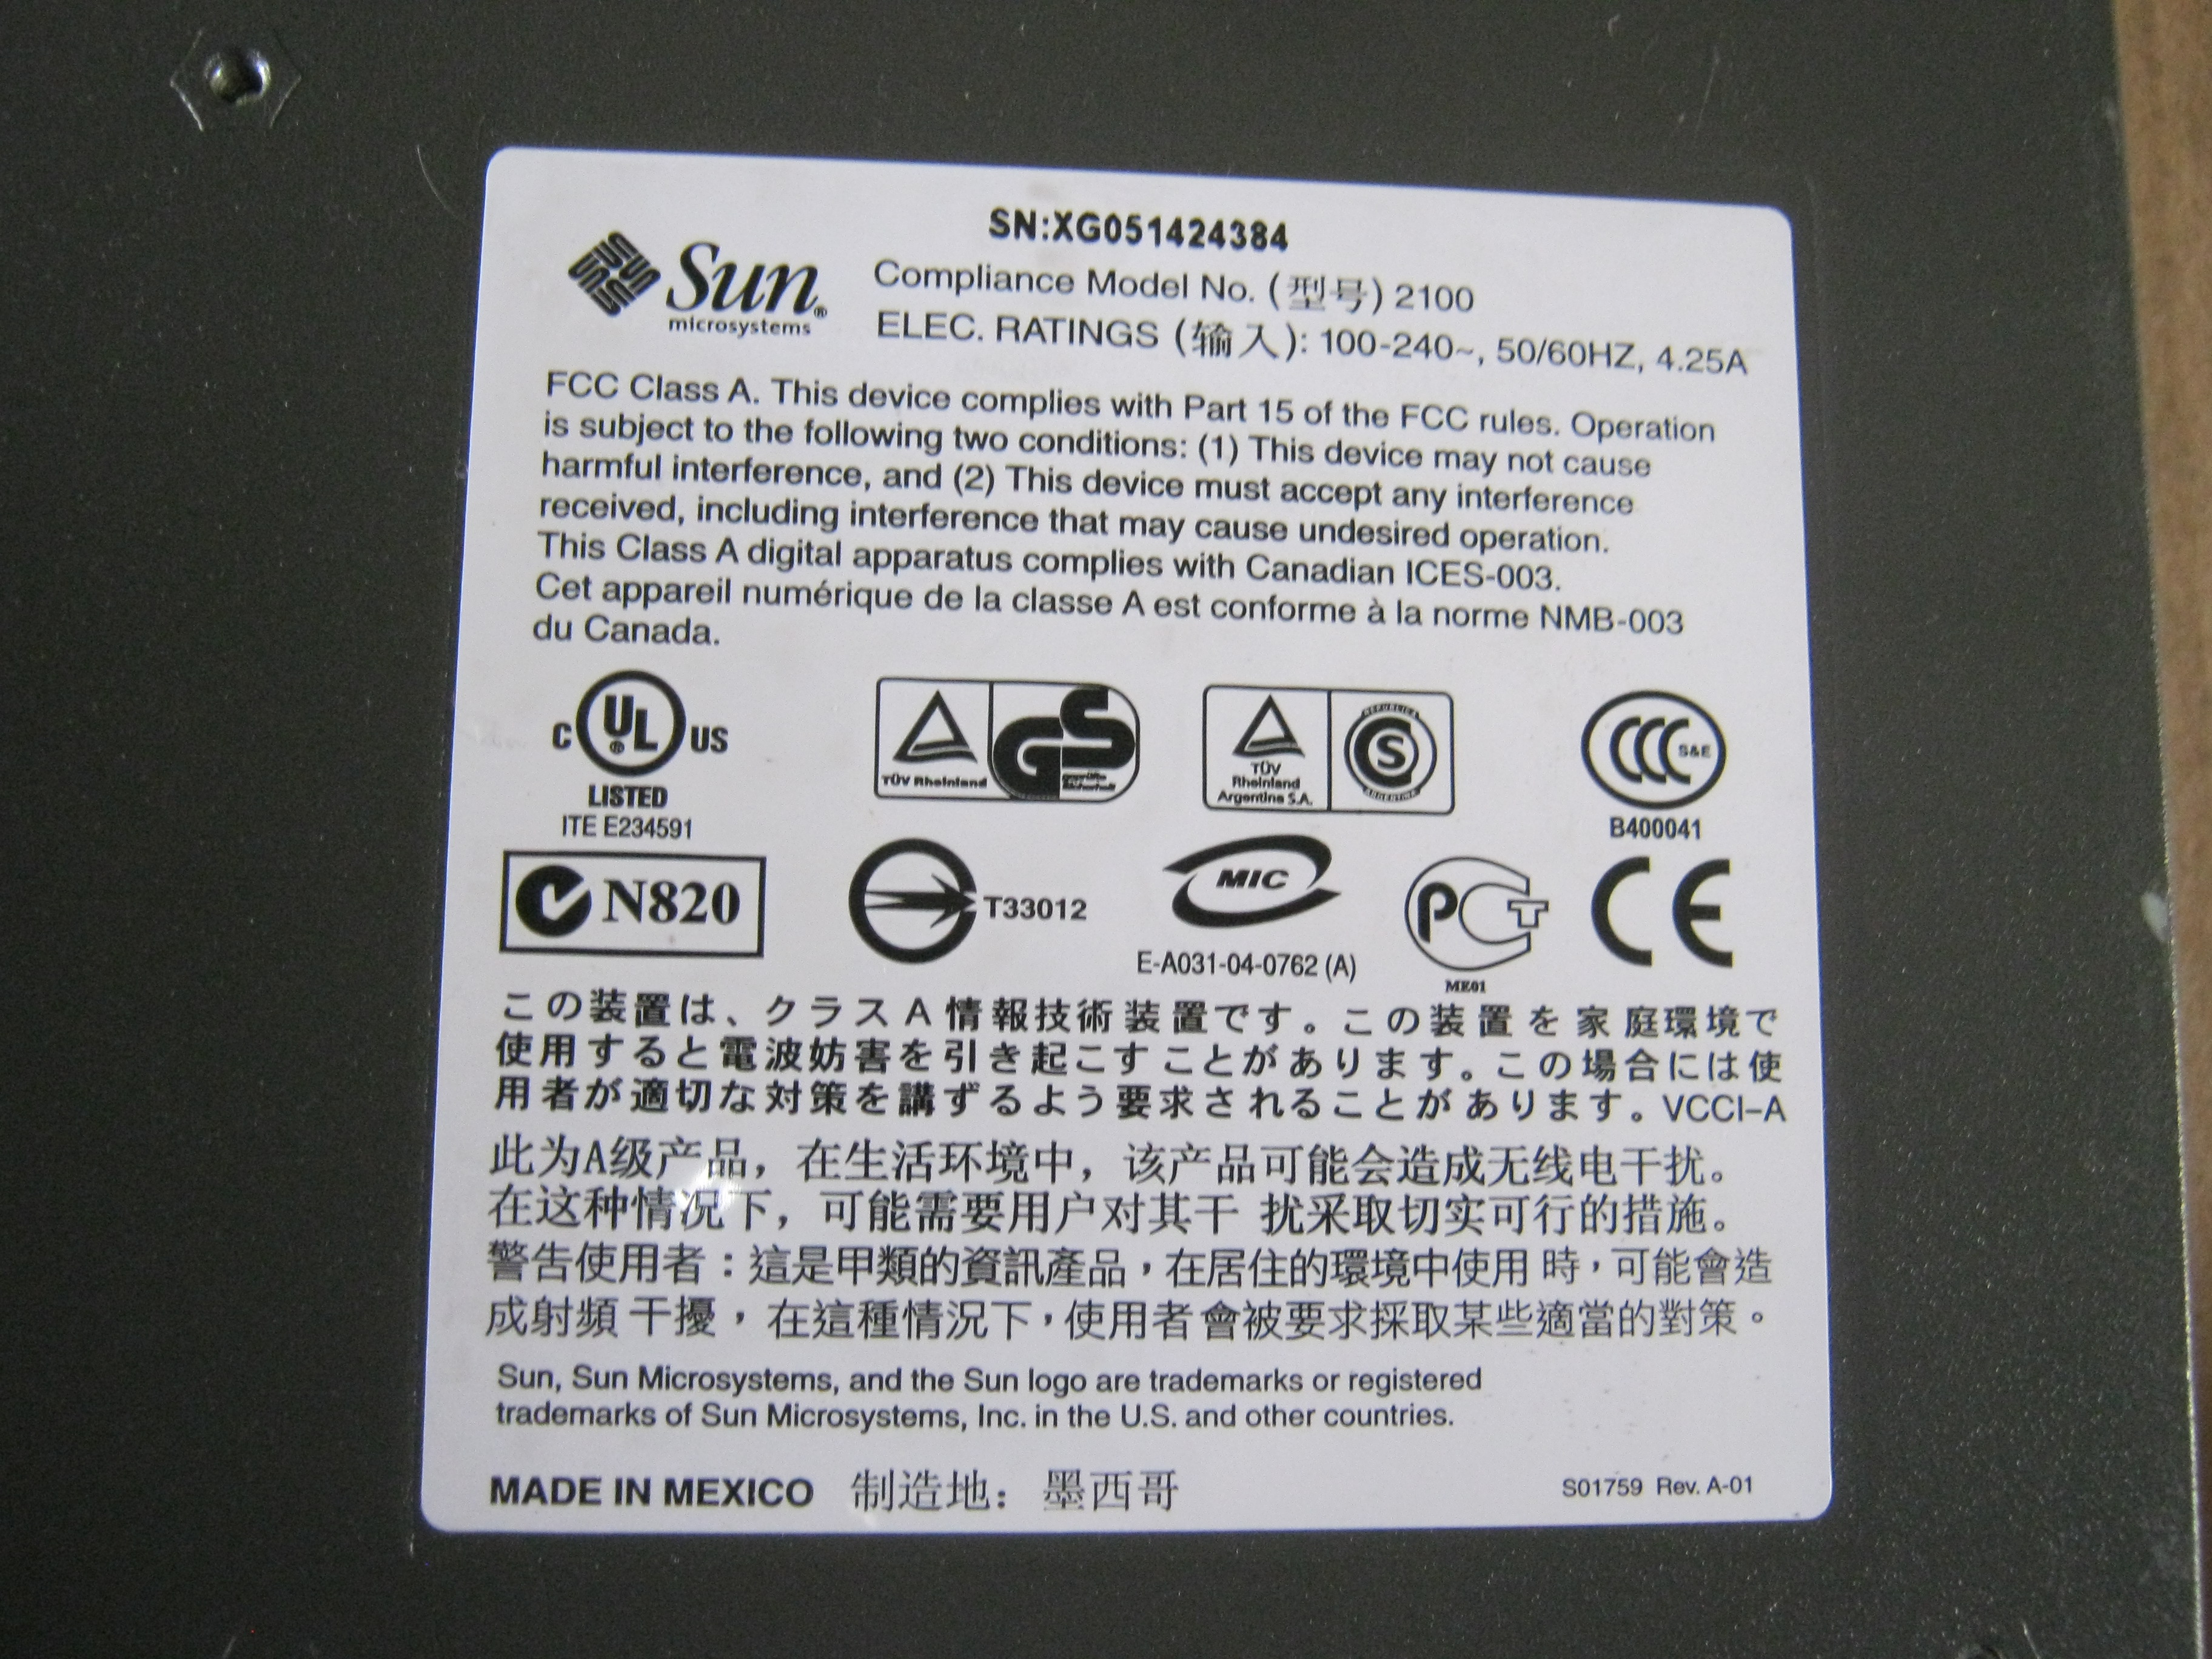 SN:XG051424384
Sun®
microsystems
Compliance Model No. (型号) 2100
ELEC. RATINGS (输入): 100-240~, 50/60HZ, 4.25A
FCC Class A. This device complies with Part 15 of the FCC rules. Operation
is subject to the following two conditions: (1) This device may not cause
harmful interference, and (2) This device must accept any interference
received, including interference that may cause undesired operation.
This Class A digital apparatus complies with Canadian ICES-003.
Cet appareil numérique de la classe A est conforme à la norme NMB-003
du Canada.
C UL® US
LISTED
ITE E234591
TÜV Rheinland
GS
geprüfte
Sicherheit
TÜV
Rheinland
Argentina S.A.
REPUBLICA
S
ARGENTINA
CCC S&E
B400041
N820
T33012
MIC
E-A031-04-0762 (A)
PCT
ME01
CE
この装置は、クラスA情報技術装置です。この装置を家庭環境で
使用すると電波妨害を引き起こすことがあります。この場合には使
用者が適切な対策を講ずるよう要求されることがあります。VCCI-A
此为A级产品，在生活环境中，该产品可能会造成无线电干扰。
在这种情况下，可能需要用户对其干 扰采取切实可行的措施。
警告使用者：這是甲類的資訊產品，在居住的環境中使用 時，可能會造
成射頻 干擾，在這種情況下，使用者會被要求採取某些適當的對策。
Sun, Sun Microsystems, and the Sun logo are trademarks or registered
trademarks of Sun Microsystems, Inc. in the U.S. and other countries.
MADE IN MEXICO 制造地：墨西哥
S01759 Rev. A-01